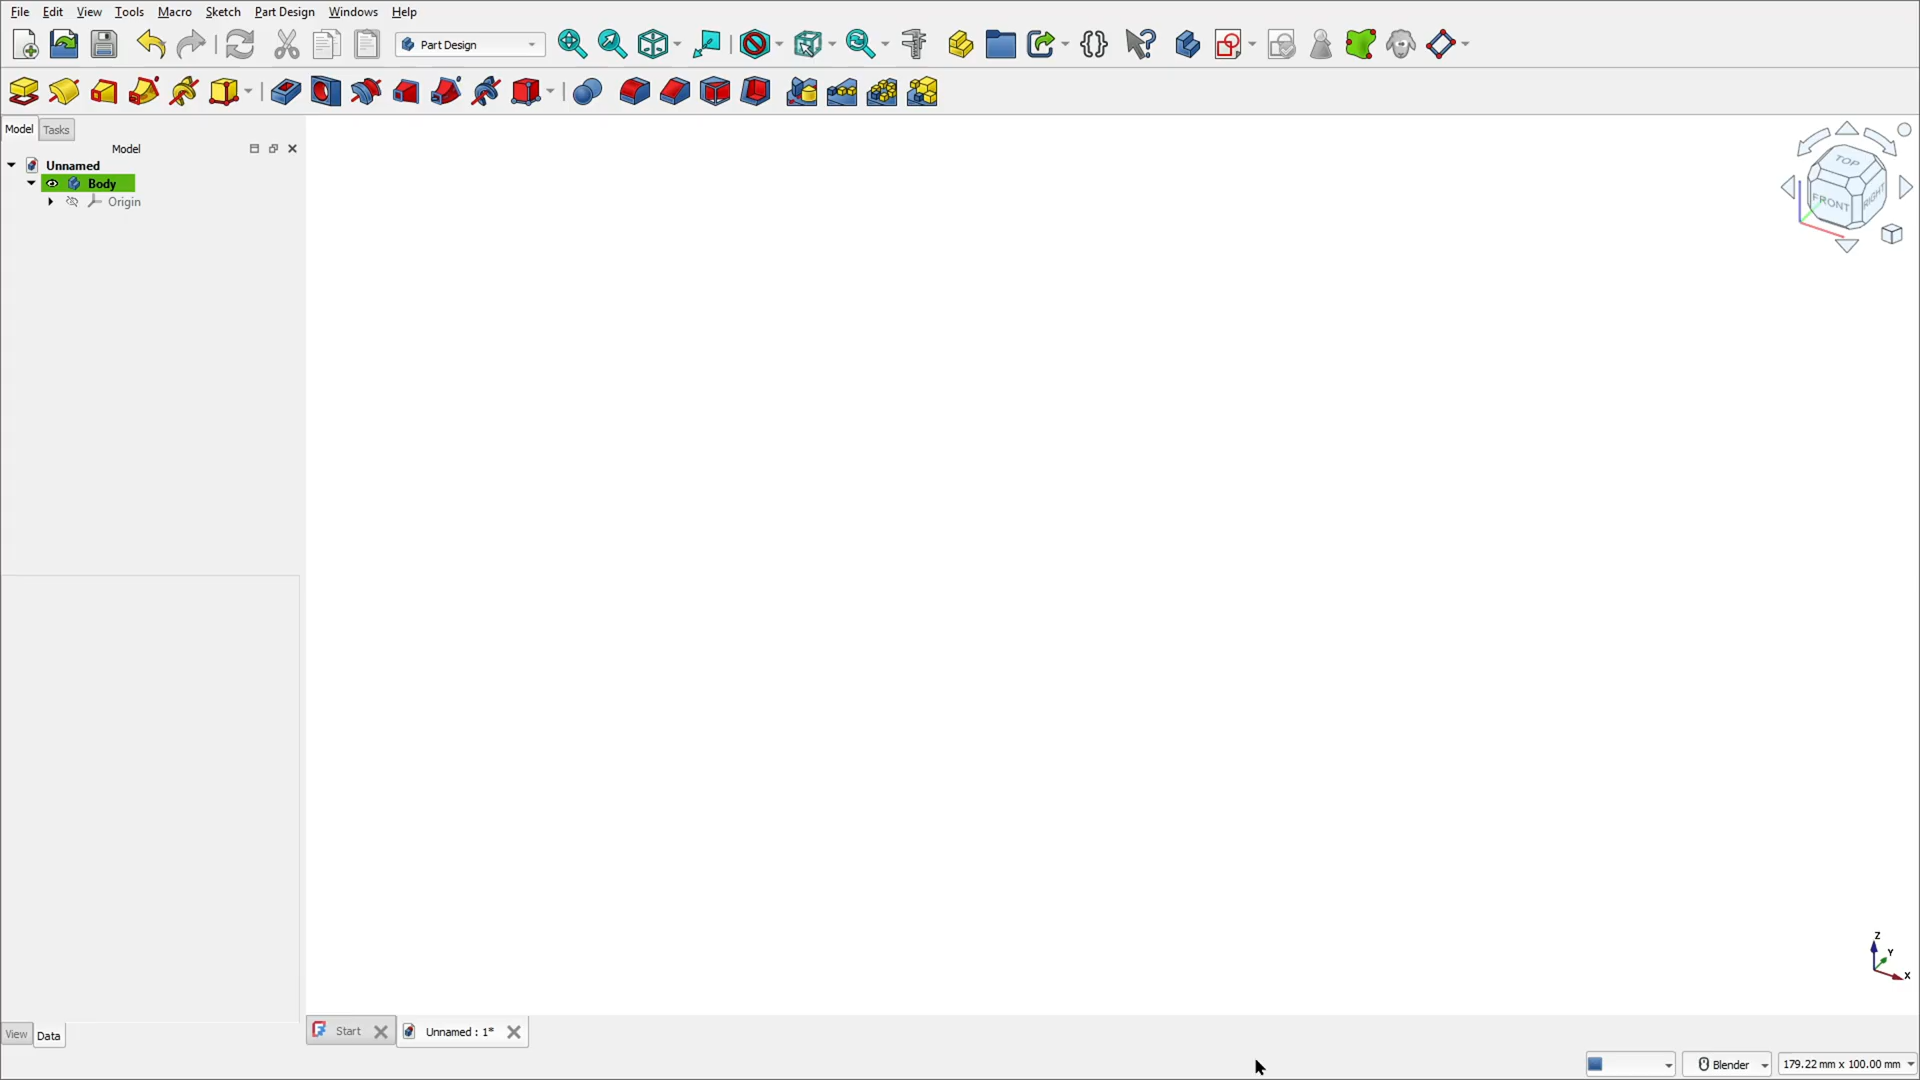 File Edit View Tools Macro Sketch Part Design Windows Help
Part Design
Model Tasks
Model
Unnamed
Body
Origin
TOP
FRONT
RIGHT
Z
Y
X
View Data
Start
Unnamed : 1*
Blender
179.22 mm x 100.00 mm